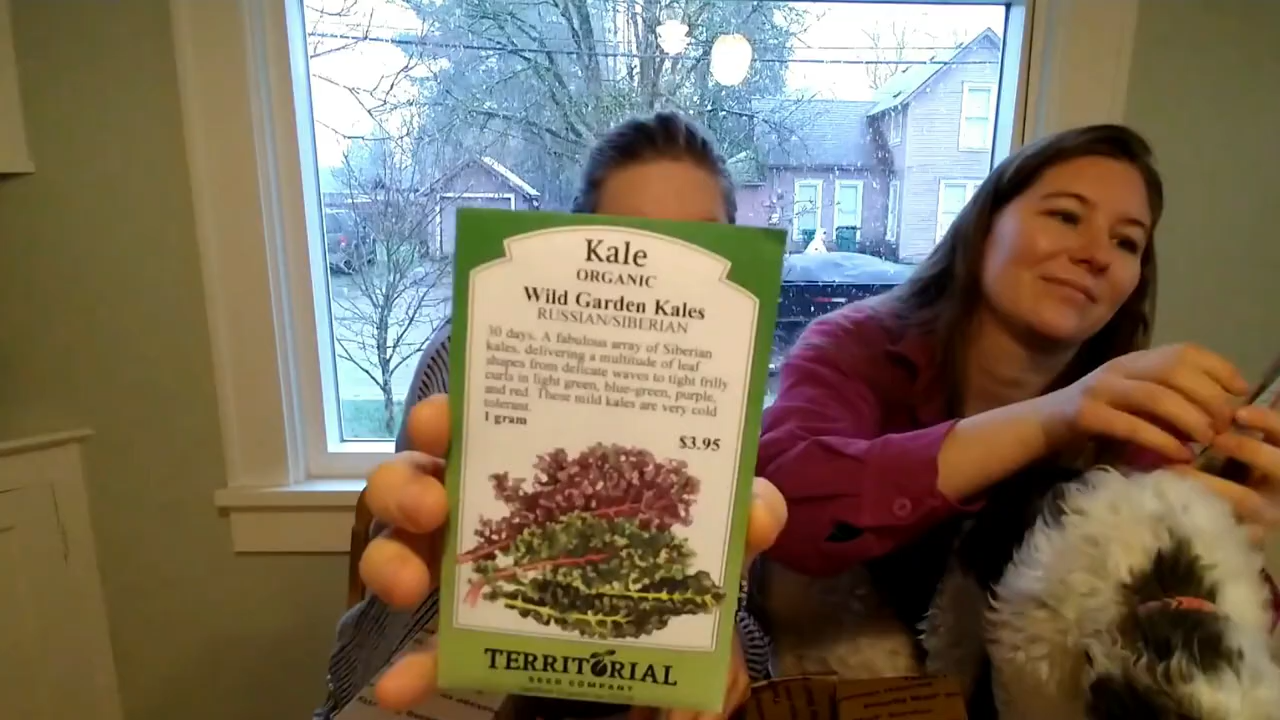 Kale
ORGANIC
Wild Garden Kales
RUSSIAN/SIBERIAN
30 days. A fabulous array of Siberian
kales, delivering a multitude of leaf
shapes from delicate waves to tight frilly
curls in light green, blue-green, purple,
and red. These mild kales are very cold
tolerant.
1 gram
$3.95
TERRITORIAL
SEED COMPANY